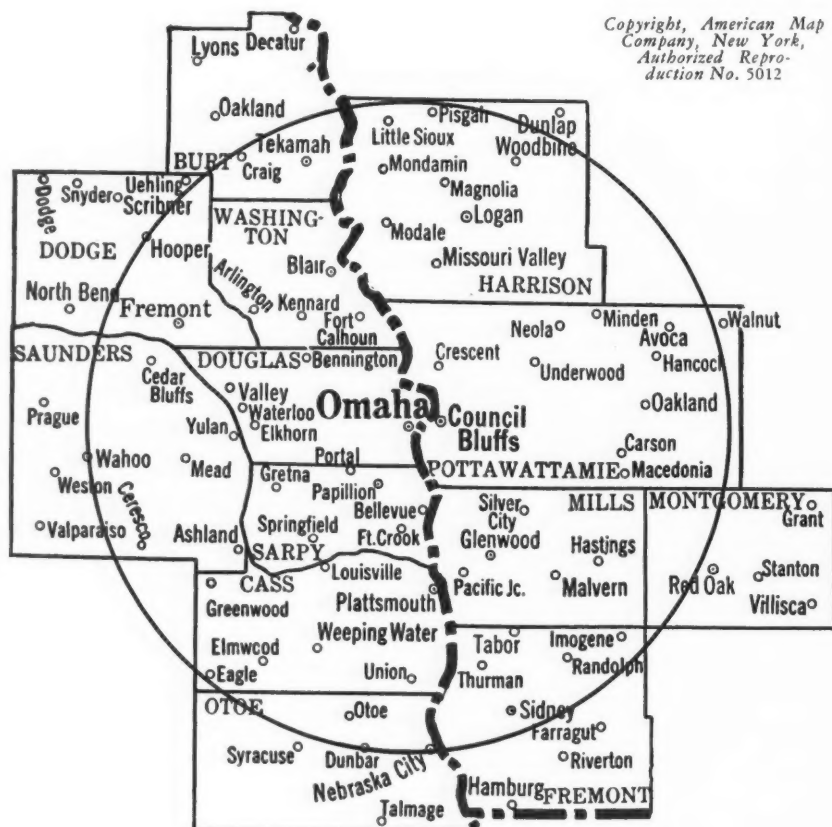 Copyright, American Map
Company, New York,
Authorized Repro-
duction No. 5012
Lyons
Decatur
Oakland
Tekamah
BURT
Craig
Little Sioux
Pisgah
Dunlap
Woodbine
Mondamin
Magnolia
Logan
Modale
Missouri Valley
HARRISON
Dodge
Snyder
Uehling
Scribner
DODGE
Hooper
North Bend
Fremont
WASHING-
TON
Blair
Arlington
Kennard
Fort
Calhoun
Neola
Minden
Avoca
Walnut
Hancock
Crescent
Underwood
Oakland
Carson
Macedonia
Council
Bluffs
POTTAWATTAMIE
SAUNDERS
Cedar
Bluffs
Prague
Yulan
Wahoo
Mead
Weston
Ceresco
Valparaiso
Ashland
DOUGLAS
Bennington
Valley
Waterloo
Elkhorn
Omaha
Portal
Gretna
Papillion
Bellevue
Springfield
Ft. Crook
SARPY
CASS
Louisville
Greenwood
Plattsmouth
Weeping Water
Elmwood
Eagle
Union
Silver
City
MILLS
Glenwood
Hastings
Pacific Jc.
Malvern
MONTGOMERY
Grant
Red Oak
Stanton
Villisca
OTOE
Otoe
Syracuse
Dunbar
Nebraska City
Talmage
Tabor
Imogene
Thurman
Randolph
Sidney
Farragut
Riverton
Hamburg
FREMONT